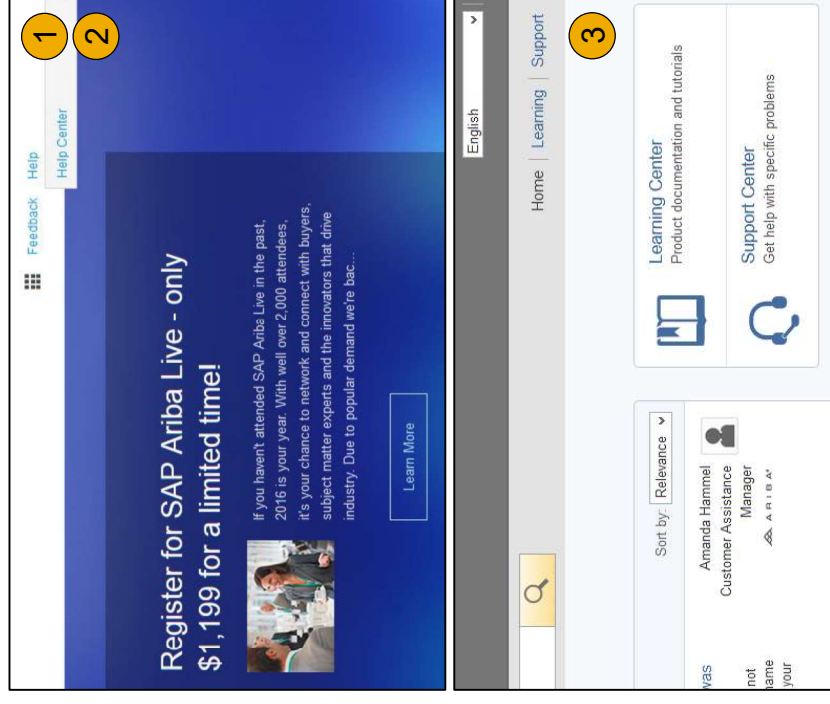 Feedback
Help
1
Help Center
2
Register for SAP Ariba Live - only
$1,199 for a limited time!
If you haven't attended SAP Ariba Live in the past,
2016 is your year. With well over 2,000 attendees,
it's your chance to network and connect with buyers,
subject matter experts and the innovators that drive
industry. Due to popular demand we're bac...
Learn More
English
Home | Learning | Support
3
Sort by: Relevance
Amanda Hammel
Customer Assistance
Manager
ARIBA
was
not
name
your
Learning Center
Product documentation and tutorials
Support Center
Get help with specific problems